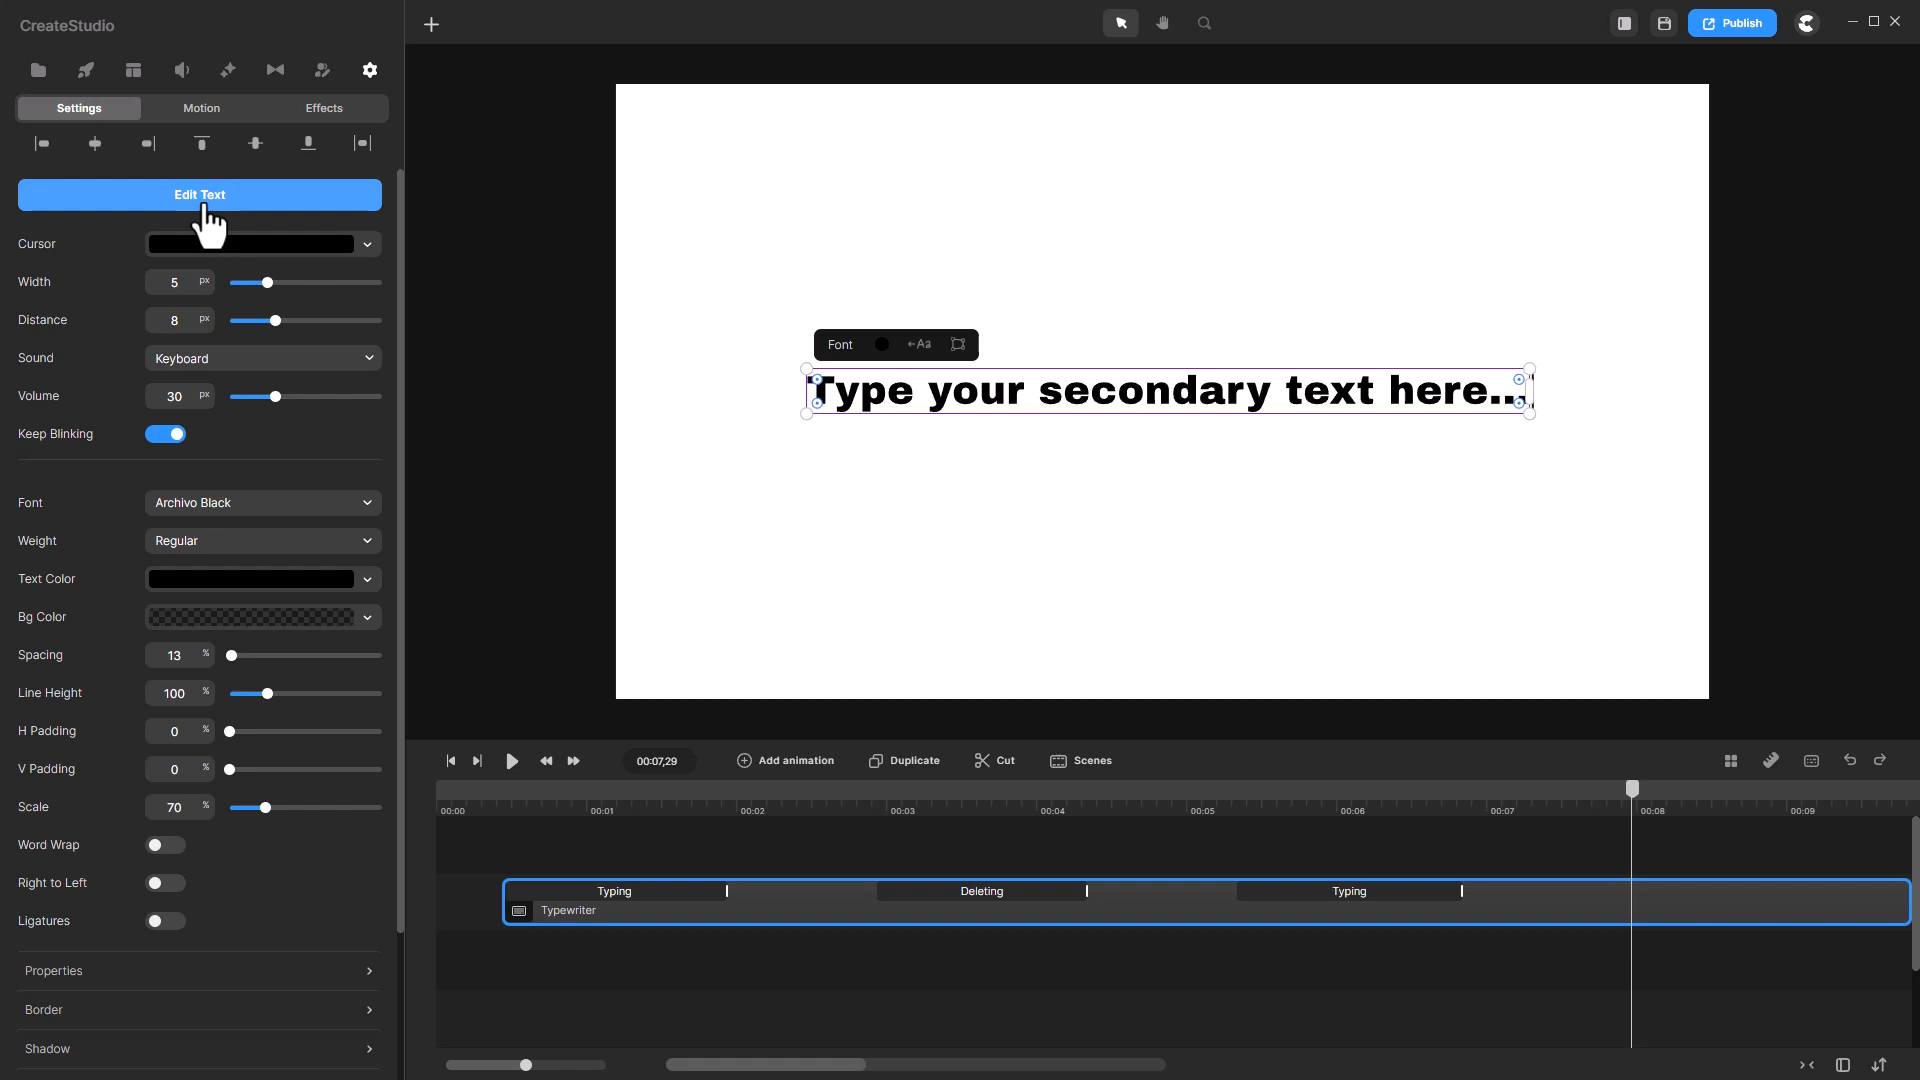 CreateStudio
Publish
Settings
Motion
Effects
Edit Text
Cursor
Width
5 px
Distance
8 px
Sound
Keyboard
Volume
30 px
Keep Blinking
Font
Archivo Black
Weight
Regular
Text Color
Bg Color
Spacing
13 %
Line Height
100 %
H Padding
0 %
V Padding
0 %
Scale
70 %
Word Wrap
Right to Left
Ligatures
Properties
Border
Shadow
Font
Aa
Type your secondary text here...
00:07,29
Add animation
Duplicate
Cut
Scenes
00:00
00:01
00:02
00:03
00:04
00:05
00:06
00:07
00:08
00:09
Typing
Deleting
Typing
Typewriter